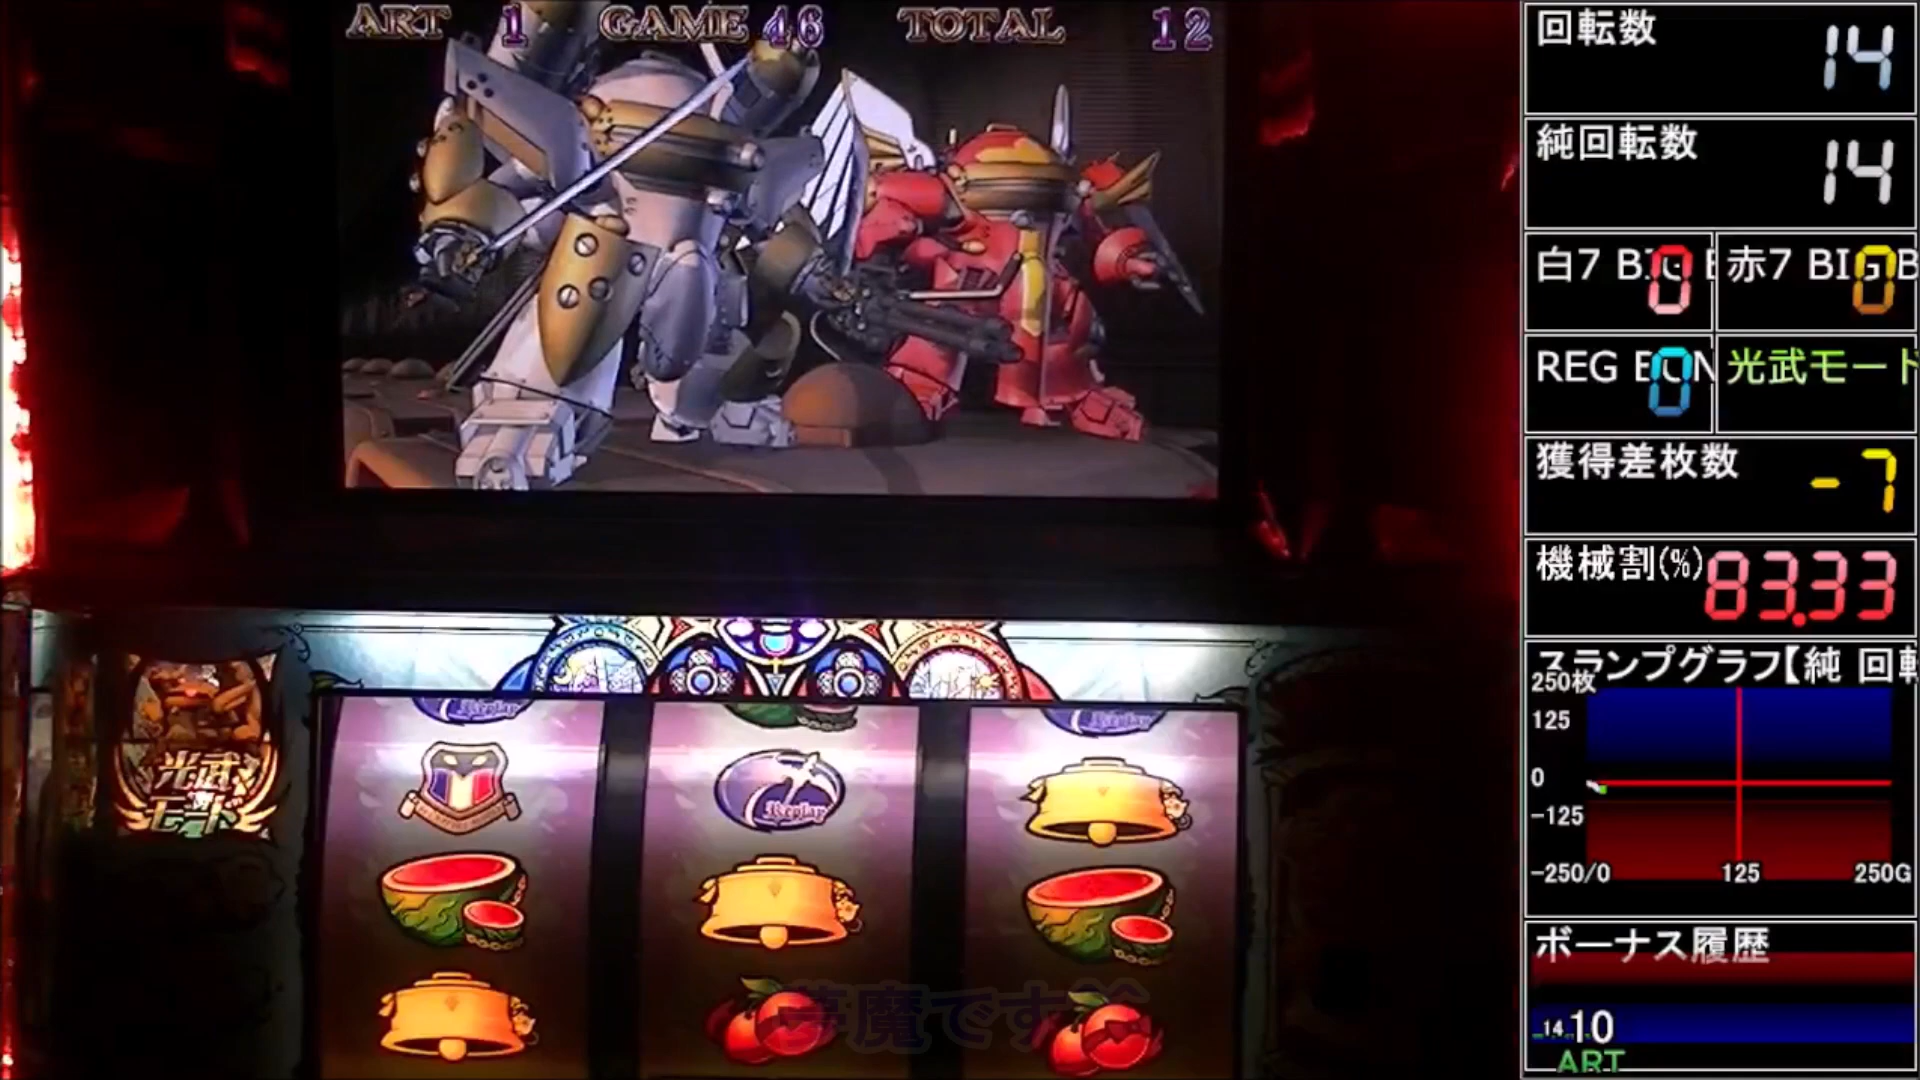 ART 1 GAME 46 TOTAL 12
回転数
14
純回転数
14
白7 BIG B
0
赤7 BIG B
0
REG BON
0
光武モード
獲得差枚数
-7
機械割(%)
83.33
スランプグラフ【純 回転
250枚
125
0
-125
-250/0 125 250G
ボーナス履歴
14 10
ART
光武
モード
Replay
Replay
Replay